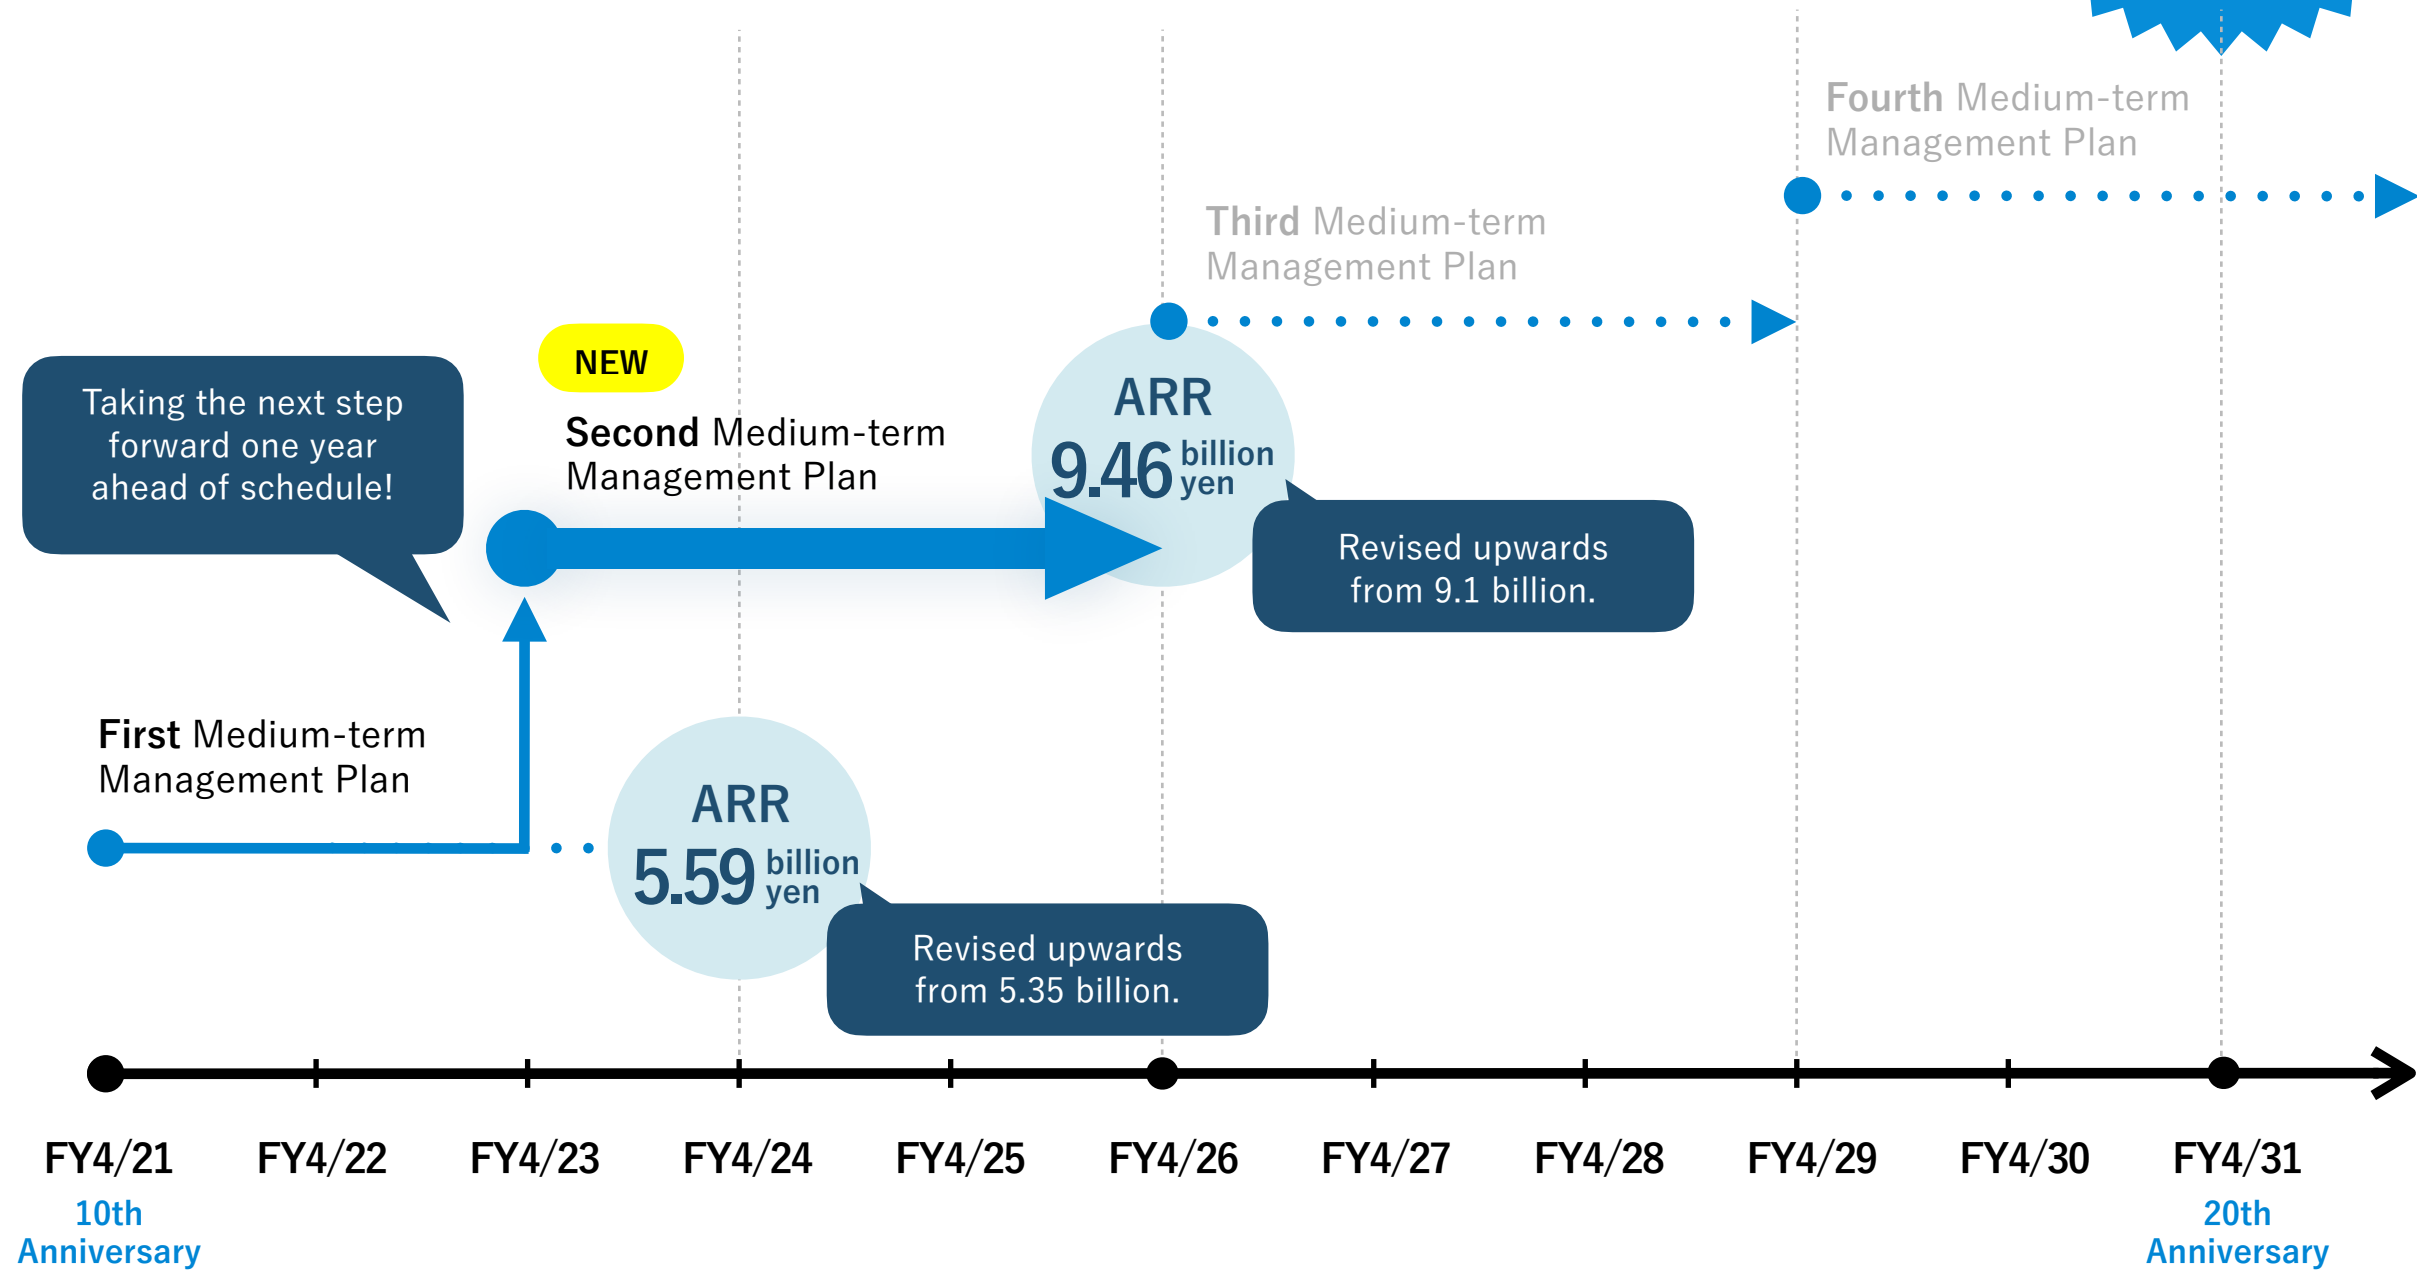 Fourth Medium-term
Management Plan
Third Medium-term
Management Plan
NEW
Second Medium-term
Management Plan
Taking the next step
forward one year
ahead of schedule!
ARR
9.46 billion
yen
Revised upwards
from 9.1 billion.
First Medium-term
Management Plan
ARR
5.59 billion
yen
Revised upwards
from 5.35 billion.
FY4/21 FY4/22 FY4/23 FY4/24 FY4/25 FY4/26 FY4/27 FY4/28 FY4/29 FY4/30 FY4/31
10th
Anniversary
20th
Anniversary